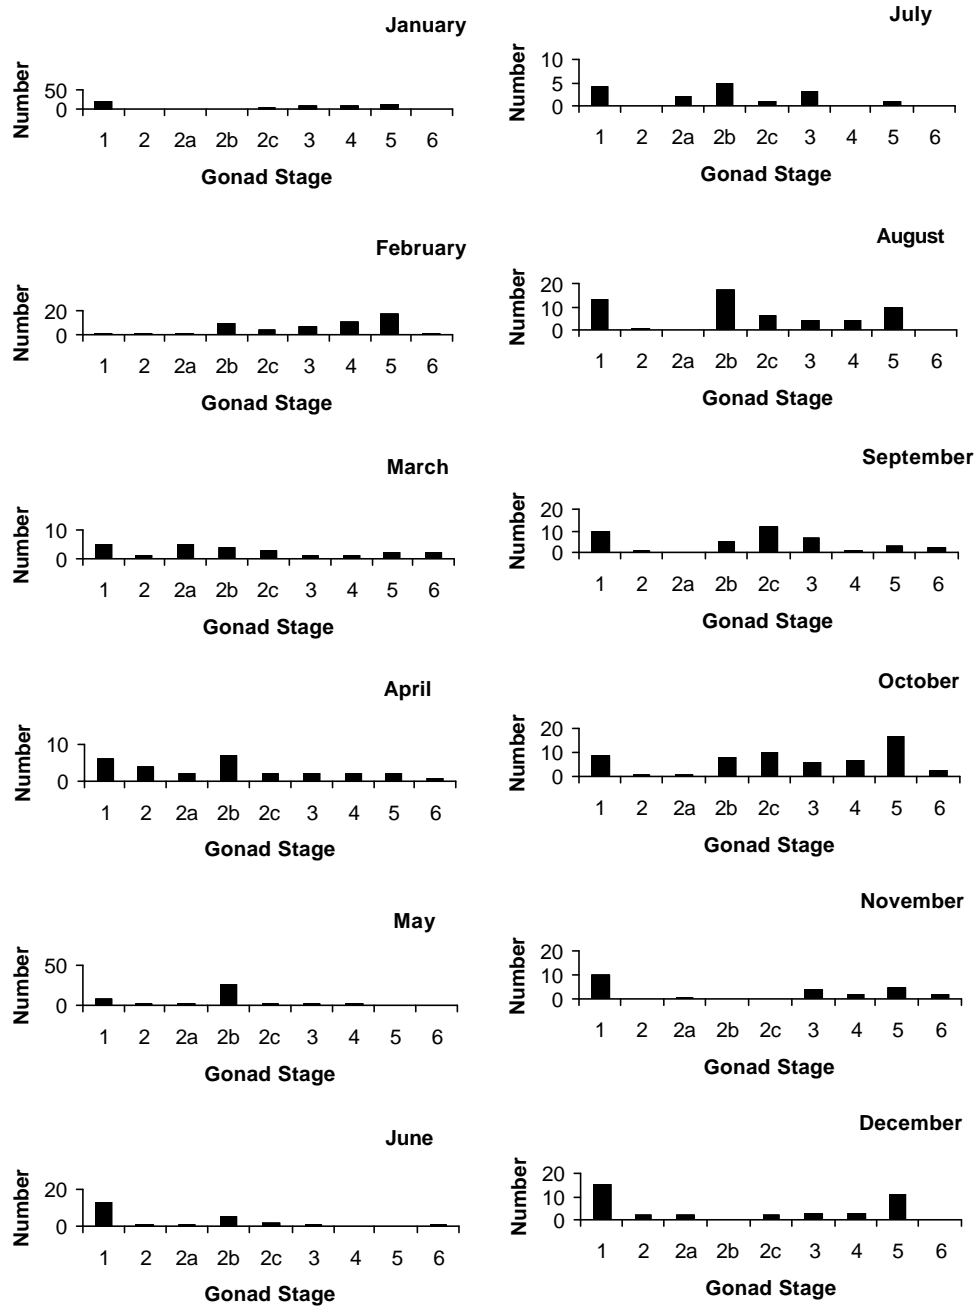 January
Number
50
0
1 2 2a 2b 2c 3 4 5 6
Gonad Stage
February
Number
20
0
1 2 2a 2b 2c 3 4 5 6
Gonad Stage
March
Number
10
0
1 2 2a 2b 2c 3 4 5 6
Gonad Stage
April
Number
10
0
1 2 2a 2b 2c 3 4 5 6
Gonad Stage
May
Number
50
0
1 2 2a 2b 2c 3 4 5 6
Gonad Stage
June
Number
20
0
1 2 2a 2b 2c 3 4 5 6
Gonad Stage
July
Number
10
5
0
1 2 2a 2b 2c 3 4 5 6
Gonad Stage
August
Number
20
10
0
1 2 2a 2b 2c 3 4 5 6
Gonad Stage
September
Number
20
10
0
1 2 2a 2b 2c 3 4 5 6
Gonad Stage
October
Number
20
10
0
1 2 2a 2b 2c 3 4 5 6
Gonad Stage
November
Number
20
10
0
1 2 2a 2b 2c 3 4 5 6
Gonad Stage
December
Number
20
10
0
1 2 2a 2b 2c 3 4 5 6
Gonad Stage